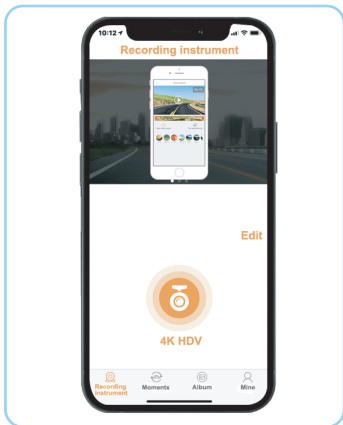 10:12
Recording instrument
Edit
4K HDV
Recording
Instrument
Moments
Album
Mine